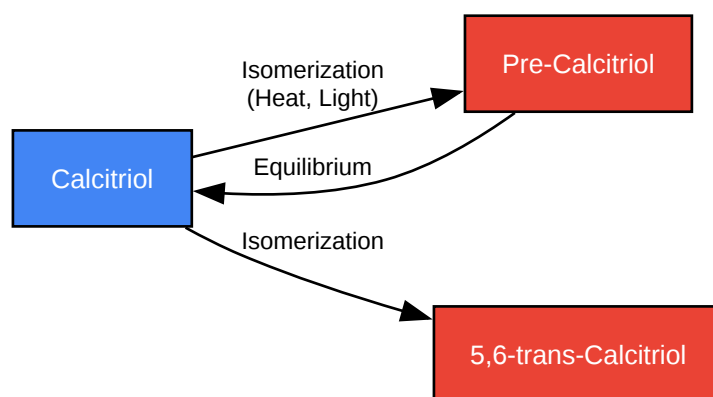 Pre-Calcitriol
Isomerization
(Heat, Light)
Calcitriol
Equilibrium
Isomerization
5,6-trans-Calcitriol